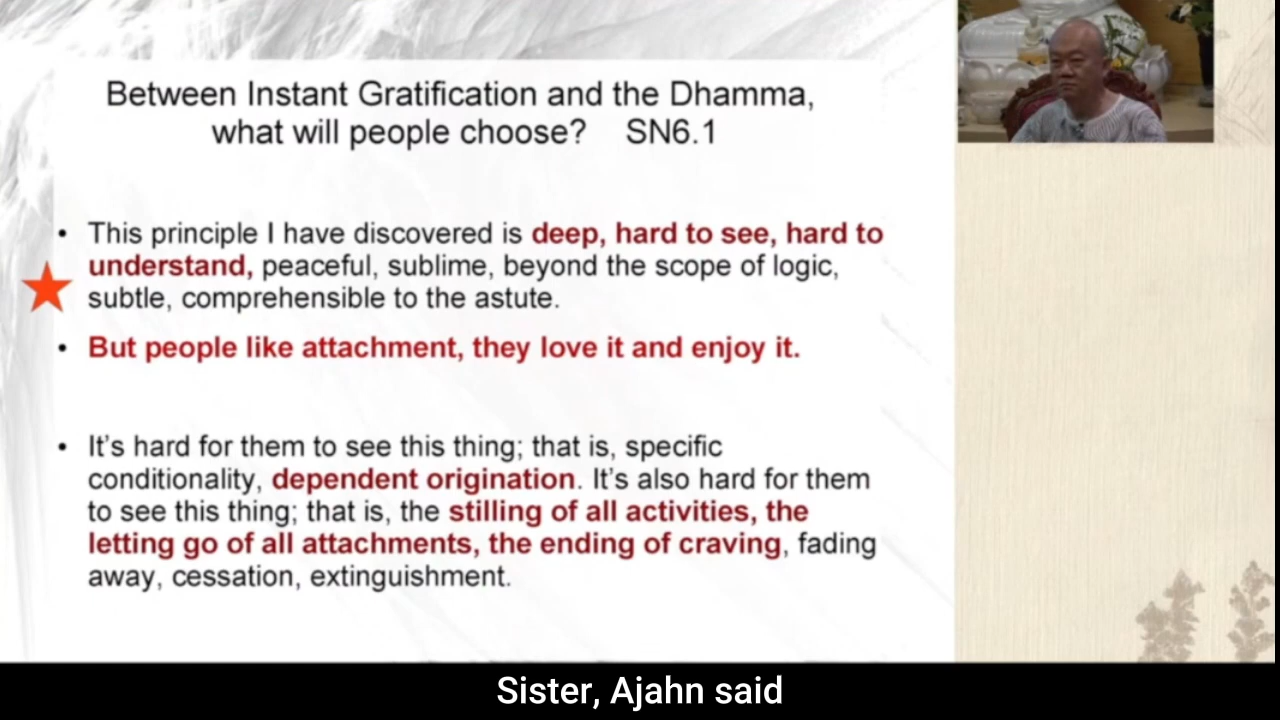 Between Instant Gratification and the Dhamma,
what will people choose? SN6.1
• This principle I have discovered is deep, hard to see, hard to
understand, peaceful, sublime, beyond the scope of logic,
subtle, comprehensible to the astute.
• But people like attachment, they love it and enjoy it.
• It's hard for them to see this thing; that is, specific
conditionality, dependent origination. It's also hard for them
to see this thing; that is, the stilling of all activities, the
letting go of all attachments, the ending of craving, fading
away, cessation, extinguishment.
Sister, Ajahn said